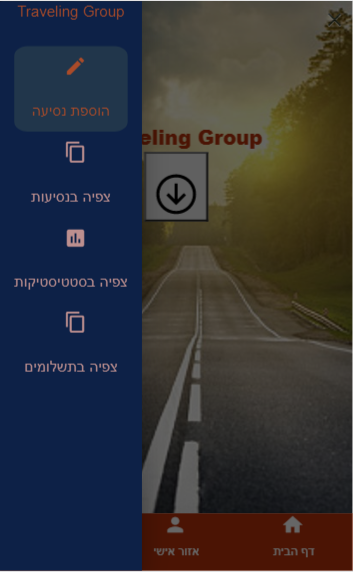 Traveling Group
הוספת נסיעה
צפיה בנסיעות
צפיה בסטטיסטיקות
צפיה בתשלומים
eling Group
אזור אישי
דף הבית